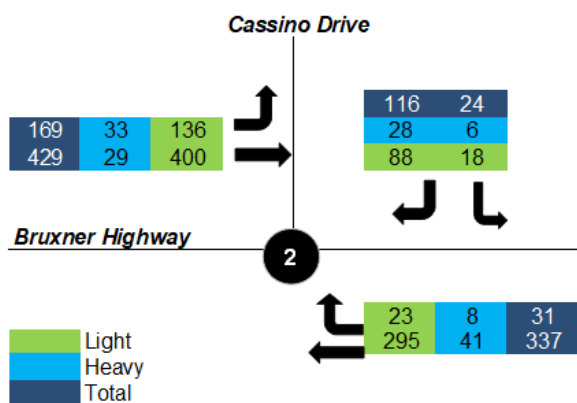 Cassino Drive
169 33 136
429 29 400
116 24
28 6
88 18
Bruxner Highway
2
23 8 31
295 41 337
Light
Heavy
Total